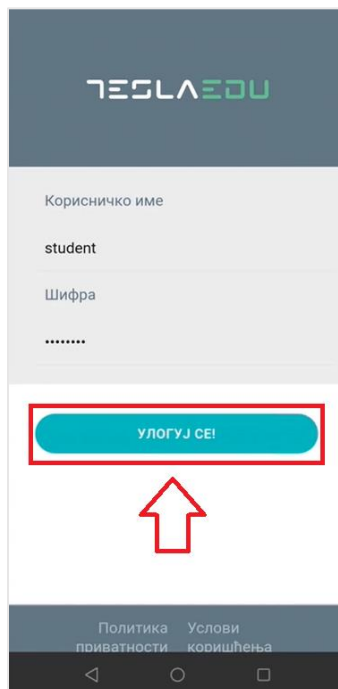 TESLAEDU
Корисничко име
student
Шифра
••••••••
УЛОГУЈ СЕ!
Политика Услови
приватности коришћења